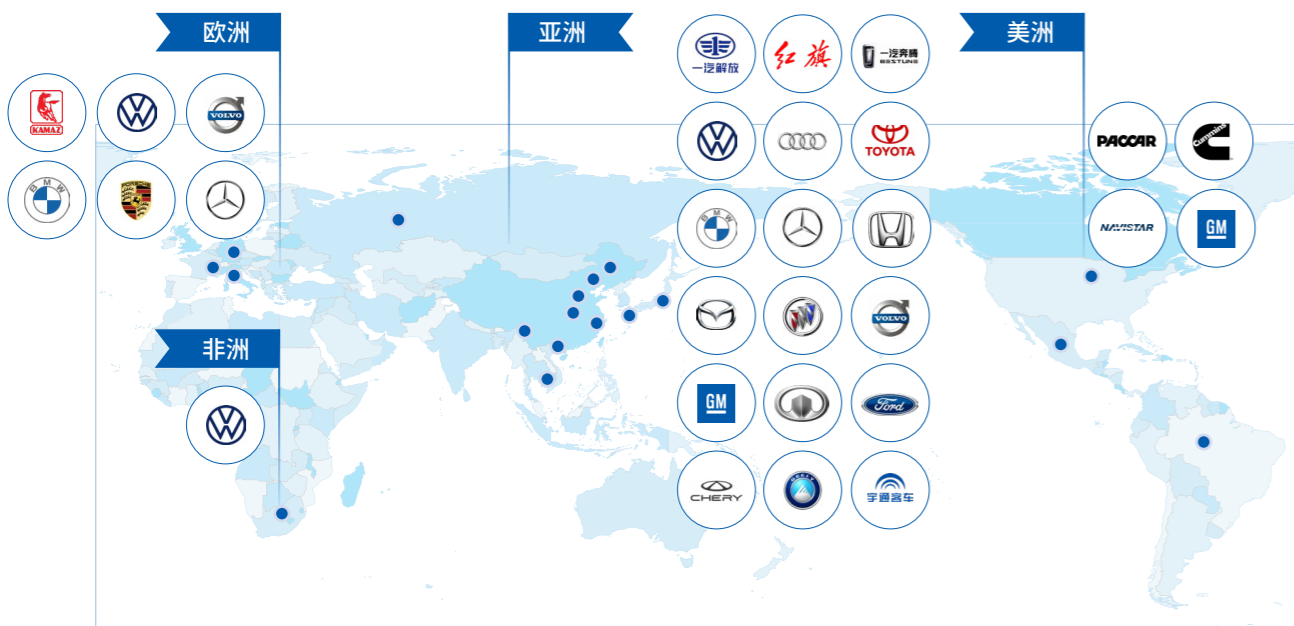 欧洲
KAMAZ
VOLVO
BMW
PORSCHE
非洲
亚洲
一汽解放
红旗
一汽奔腾
BESTUNE
TOYOTA
BMW
VOLVO
GM
Ford
CHERY
宇通客车
美洲
PACCAR
Cummins
NAVISTAR
GM